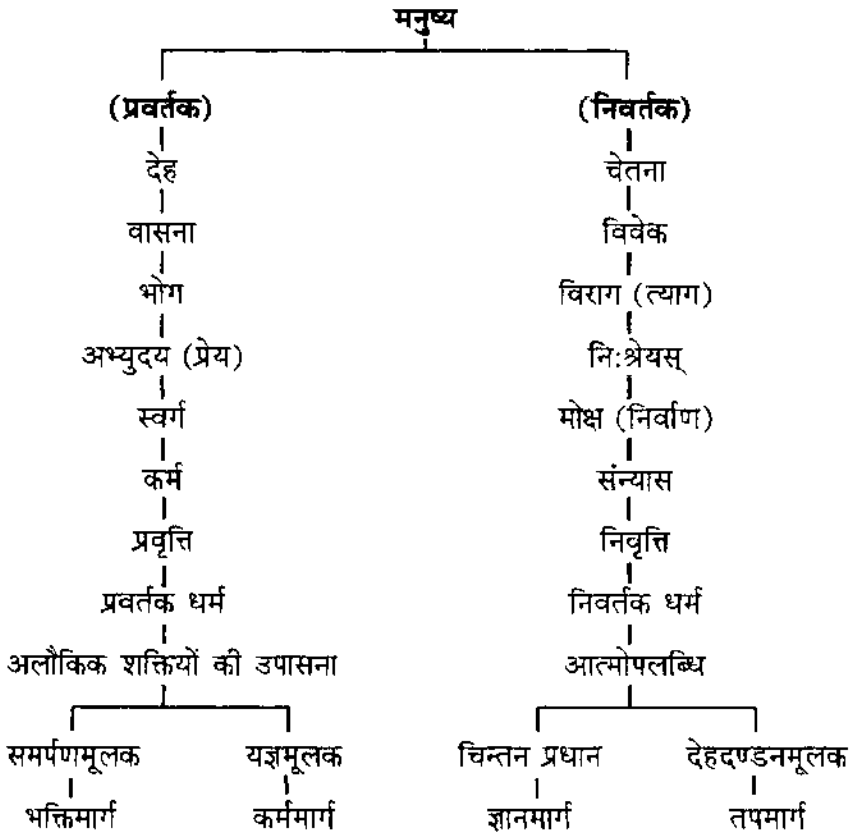 मनुष्य
(प्रवर्तक) (निवर्तक)
देह चेतना
वासना विवेक
भोग विराग (त्याग)
अभ्युदय (प्रेय) नि:श्रेयस्
स्वर्ग मोक्ष (निर्वाण)
कर्म संन्यास
प्रवृत्ति निवृत्ति
प्रवर्तक धर्म निवर्तक धर्म
अलौकिक शक्तियों की उपासना आत्मोपलब्धि
समर्पणमूलक यज्ञमूलक चिन्तन प्रधान देहदण्डनमूलक
भक्तिमार्ग कर्ममार्ग ज्ञानमार्ग तपमार्ग